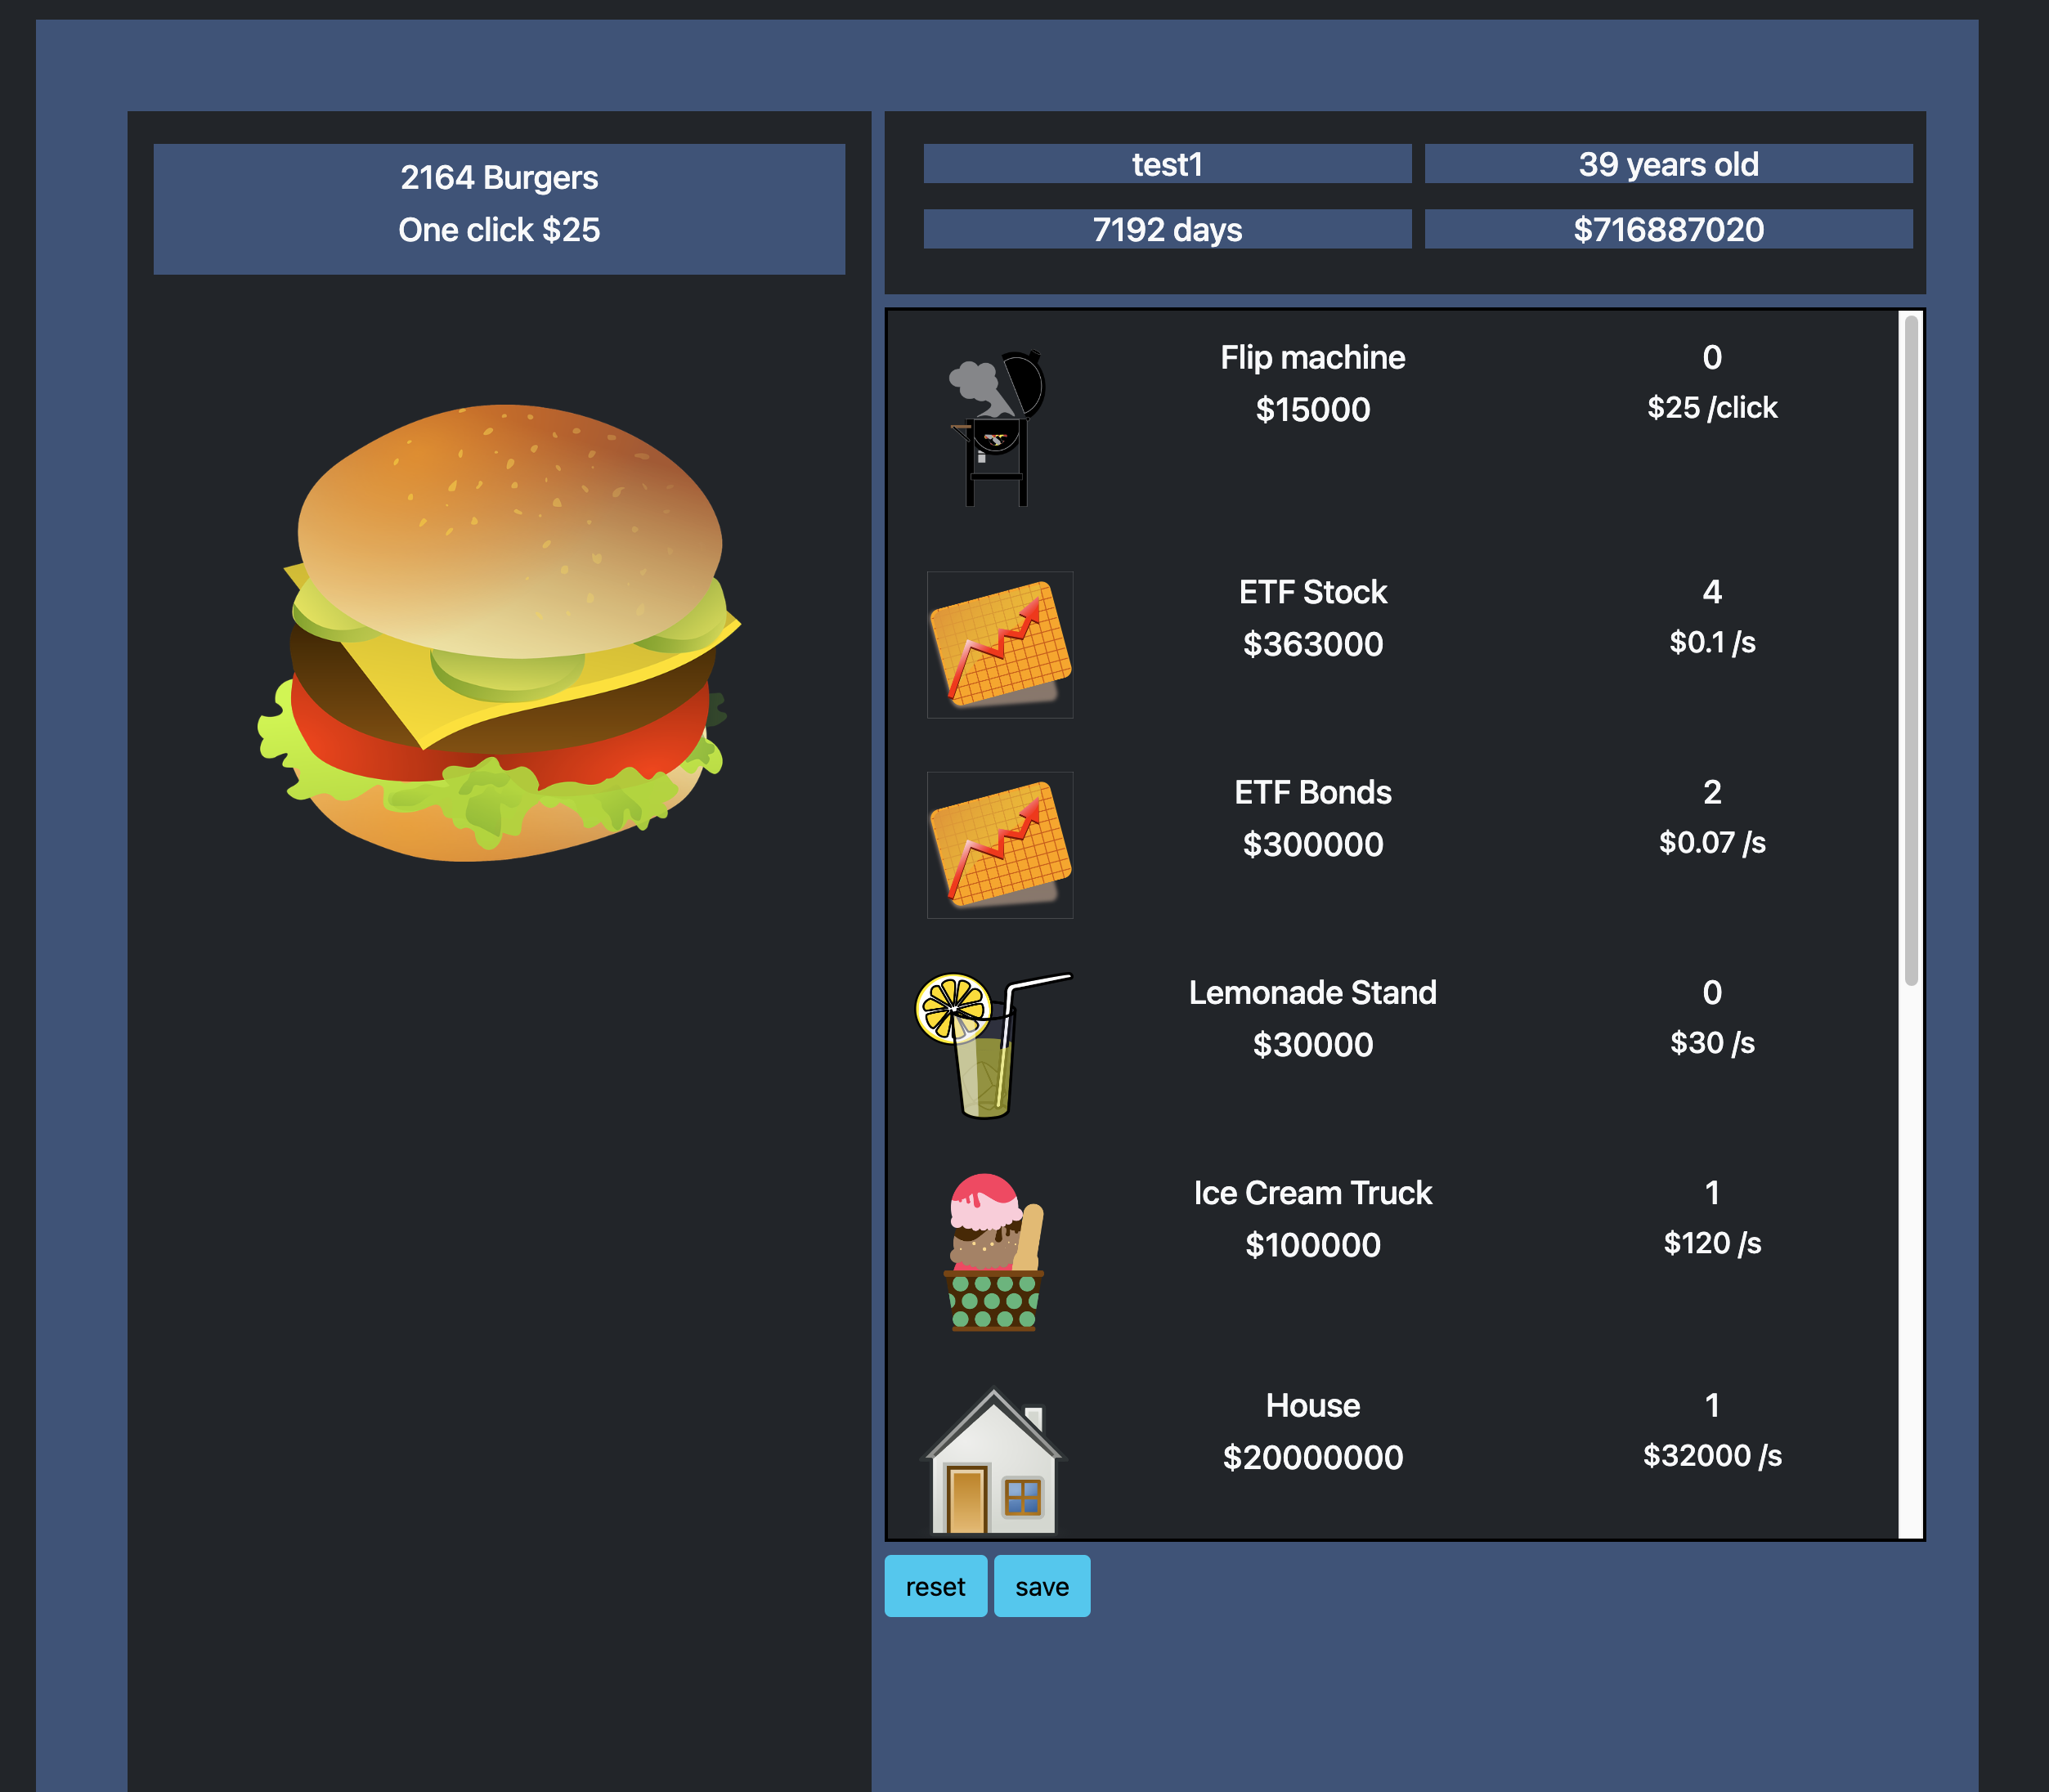 2164 Burgers
One click $25
test1
39 years old
7192 days
$716887020
Flip machine
0
$15000
$25 /click
ETF Stock
4
$363000
$0.1 /s
ETF Bonds
2
$300000
$0.07 /s
Lemonade Stand
0
$30000
$30 /s
Ice Cream Truck
1
$100000
$120 /s
House
1
$20000000
$32000 /s
reset
save